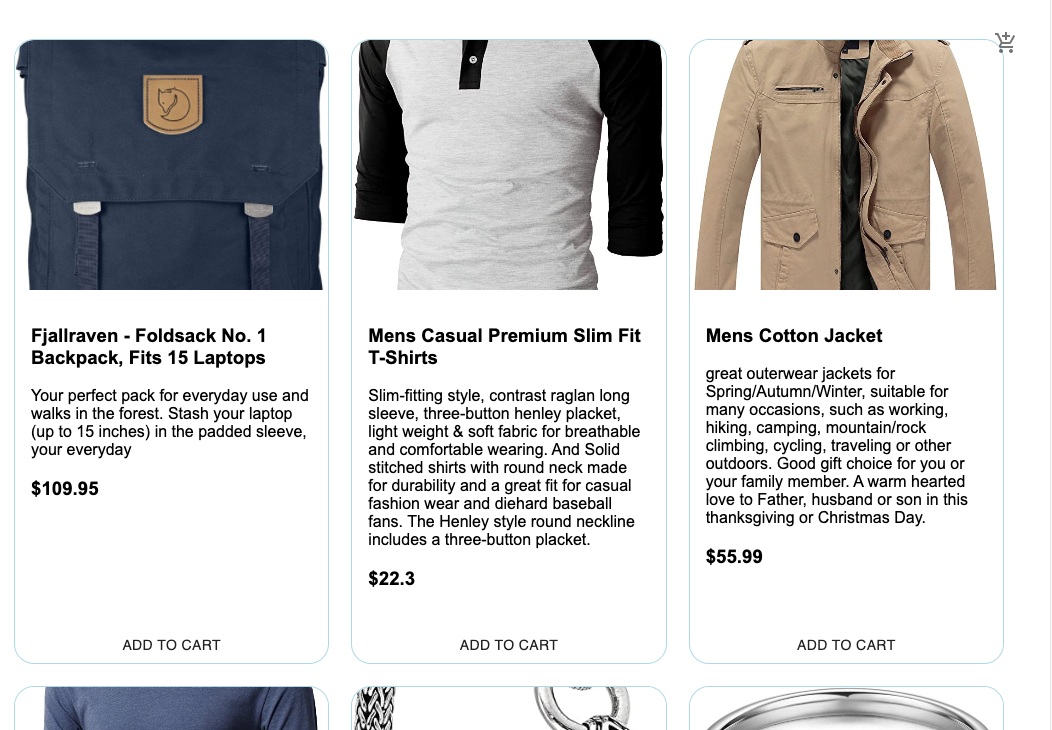 Fjallraven - Foldsack No. 1
Backpack, Fits 15 Laptops
Your perfect pack for everyday use and
walks in the forest. Stash your laptop
(up to 15 inches) in the padded sleeve,
your everyday
$109.95
ADD TO CART
Mens Casual Premium Slim Fit
T-Shirts
Slim-fitting style, contrast raglan long
sleeve, three-button henley placket,
light weight & soft fabric for breathable
and comfortable wearing. And Solid
stitched shirts with round neck made
for durability and a great fit for casual
fashion wear and diehard baseball
fans. The Henley style round neckline
includes a three-button placket.
$22.3
ADD TO CART
Mens Cotton Jacket
great outerwear jackets for
Spring/Autumn/Winter, suitable for
many occasions, such as working,
hiking, camping, mountain/rock
climbing, cycling, traveling or other
outdoors. Good gift choice for you or
your family member. A warm hearted
love to Father, husband or son in this
thanksgiving or Christmas Day.
$55.99
ADD TO CART